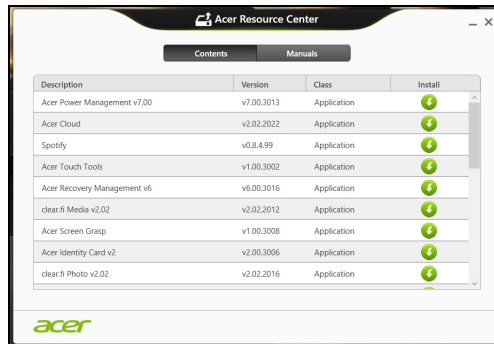 Acer Resource Center
Contents Manuals
Description Version Class Install
Acer Power Management v7.00 v7.00.3013 Application
Acer Cloud v2.02.2022 Application
Spotify v0.8.4.99 Application
Acer Touch Tools v1.00.3002 Application
Acer Recovery Management v6 v6.00.3016 Application
clear.fi Media v2.02 v2.02.2012 Application
Acer Screen Grasp v1.00.3008 Application
Acer Identity Card v2 v2.00.3006 Application
clear.fi Photo v2.02 v2.02.2016 Application
acer